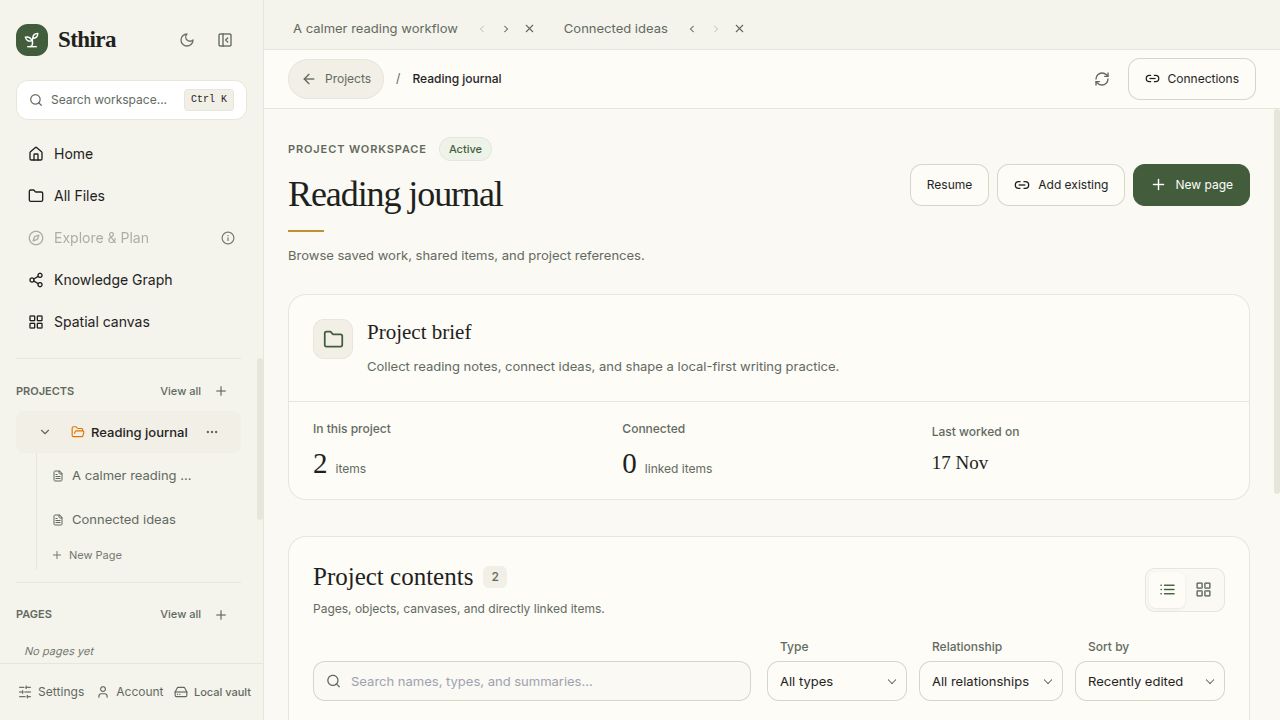 Sthira
Search workspace...
Ctrl K
Home
All Files
Explore & Plan
Knowledge Graph
Spatial canvas
PROJECTS
View all
Reading journal
A calmer reading ...
Connected ideas
New Page
PAGES
View all
No pages yet
Settings
Account
Local vault
A calmer reading workflow
Connected ideas
Projects
/
Reading journal
Connections
PROJECT WORKSPACE
Active
Reading journal
Resume
Add existing
New page
Browse saved work, shared items, and project references.
Project brief
Collect reading notes, connect ideas, and shape a local-first writing practice.
In this project
2 items
Connected
0 linked items
Last worked on
17 Nov
Project contents
2
Pages, objects, canvases, and directly linked items.
Search names, types, and summaries...
Type
All types
Relationship
All relationships
Sort by
Recently edited